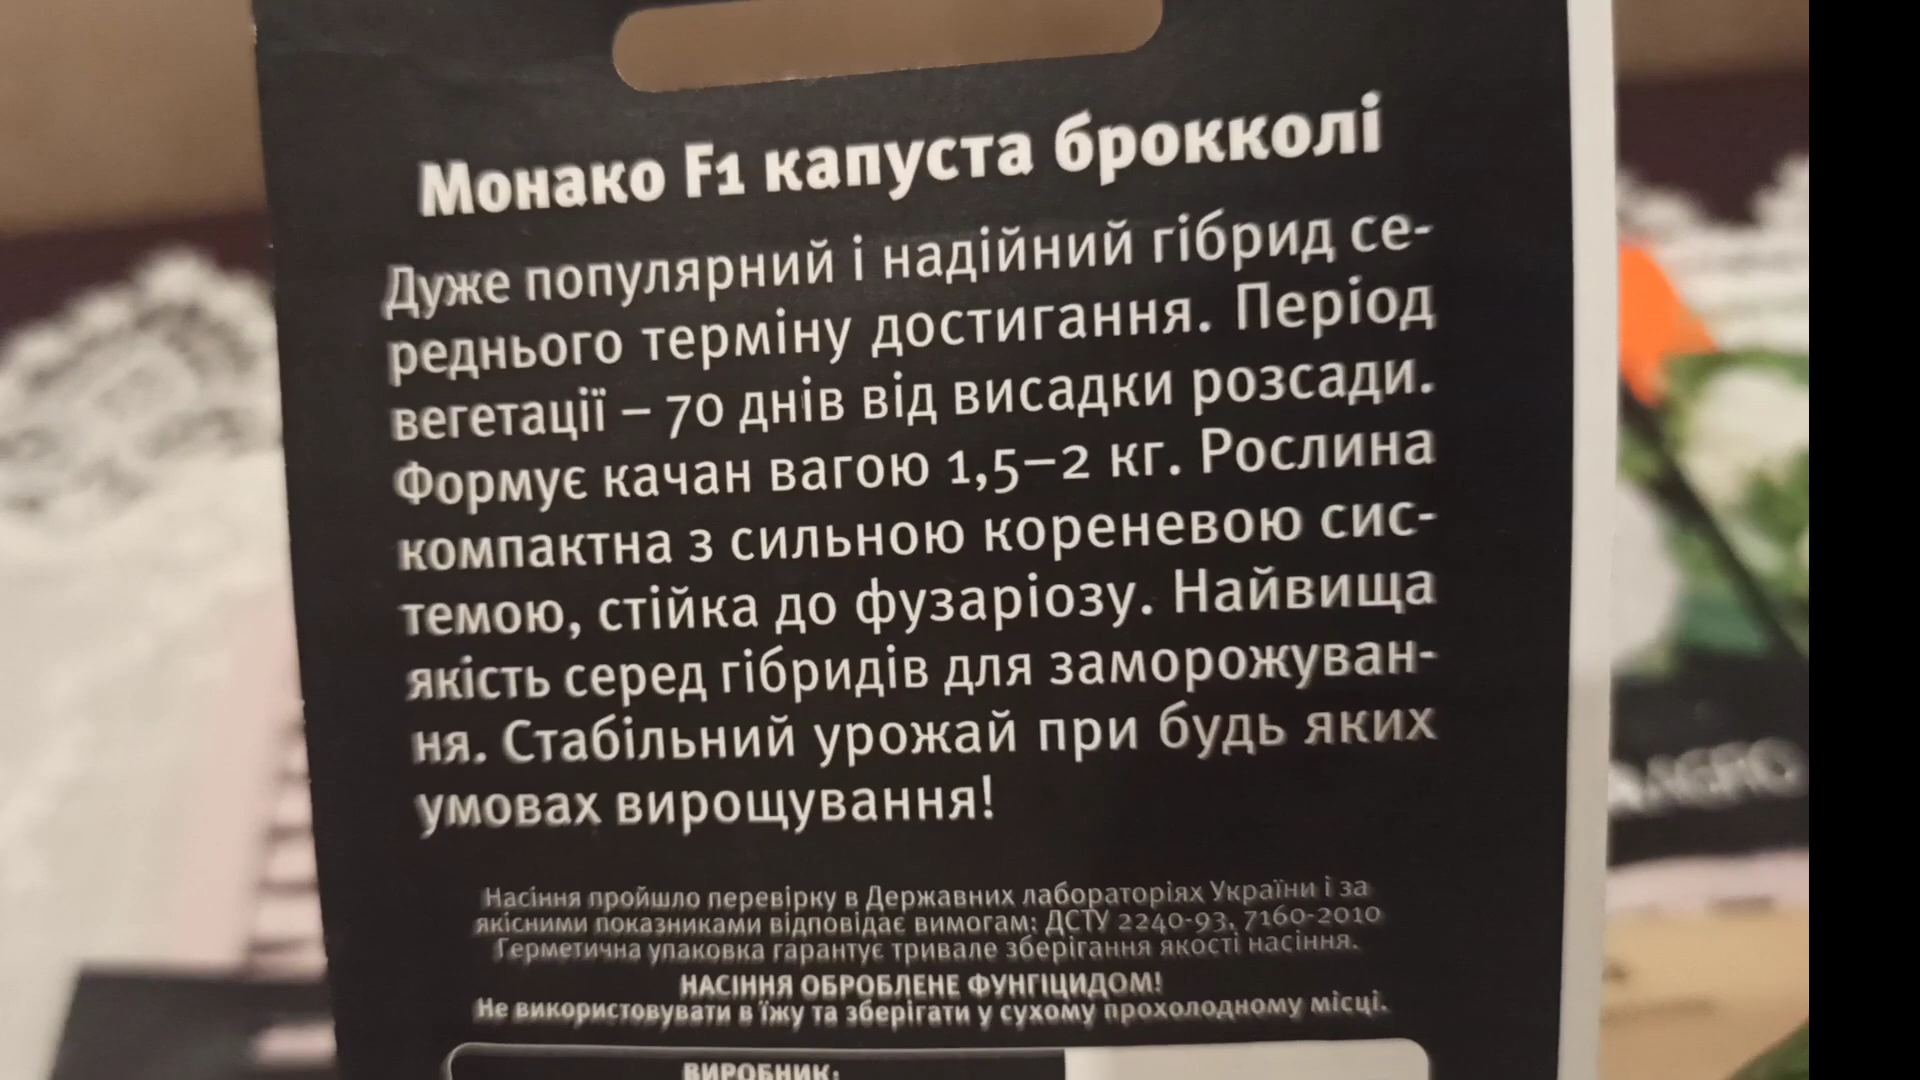 Монако F1 капуста брокколі
Дуже популярний і надійний гібрид се-
реднього терміну достигання. Період
вегетації – 70 днів від висадки розсади.
Формує качан вагою 1,5–2 кг. Рослина
компактна з сильною кореневою сис-
темою, стійка до фузаріозу. Найвища
якість серед гібридів для заморожуван-
ня. Стабільний урожай при будь яких
умовах вирощування!
Насіння пройшло перевірку в Державних лабораторіях України і за
якісними показниками відповідає вимогам: ДСТУ 2240-93, 7160-2010
Герметична упаковка гарантує тривале зберігання якості насіння.
НАСІННЯ ОБРОБЛЕНЕ ФУНГІЦИДОМ!
Не використовувати в їжу та зберігати у сухому прохолодному місці.
ВИРОБНИК: